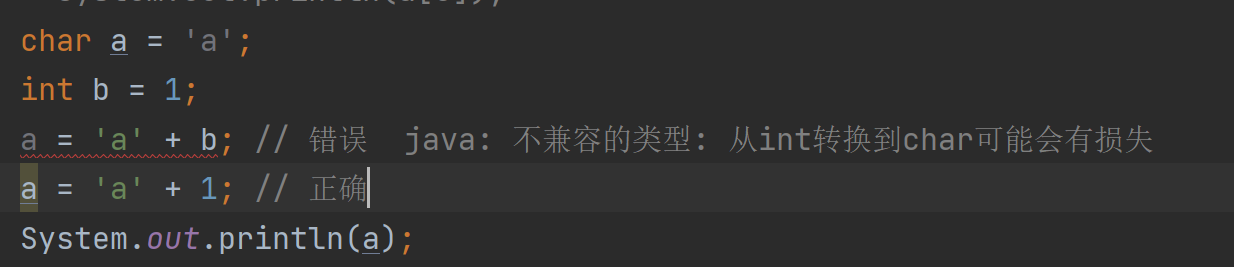 char a = 'a';
int b = 1;
a = 'a' + b; // 错误  java: 不兼容的类型: 从int转换到char可能会有损失
a = 'a' + 1; // 正确
System.out.println(a);